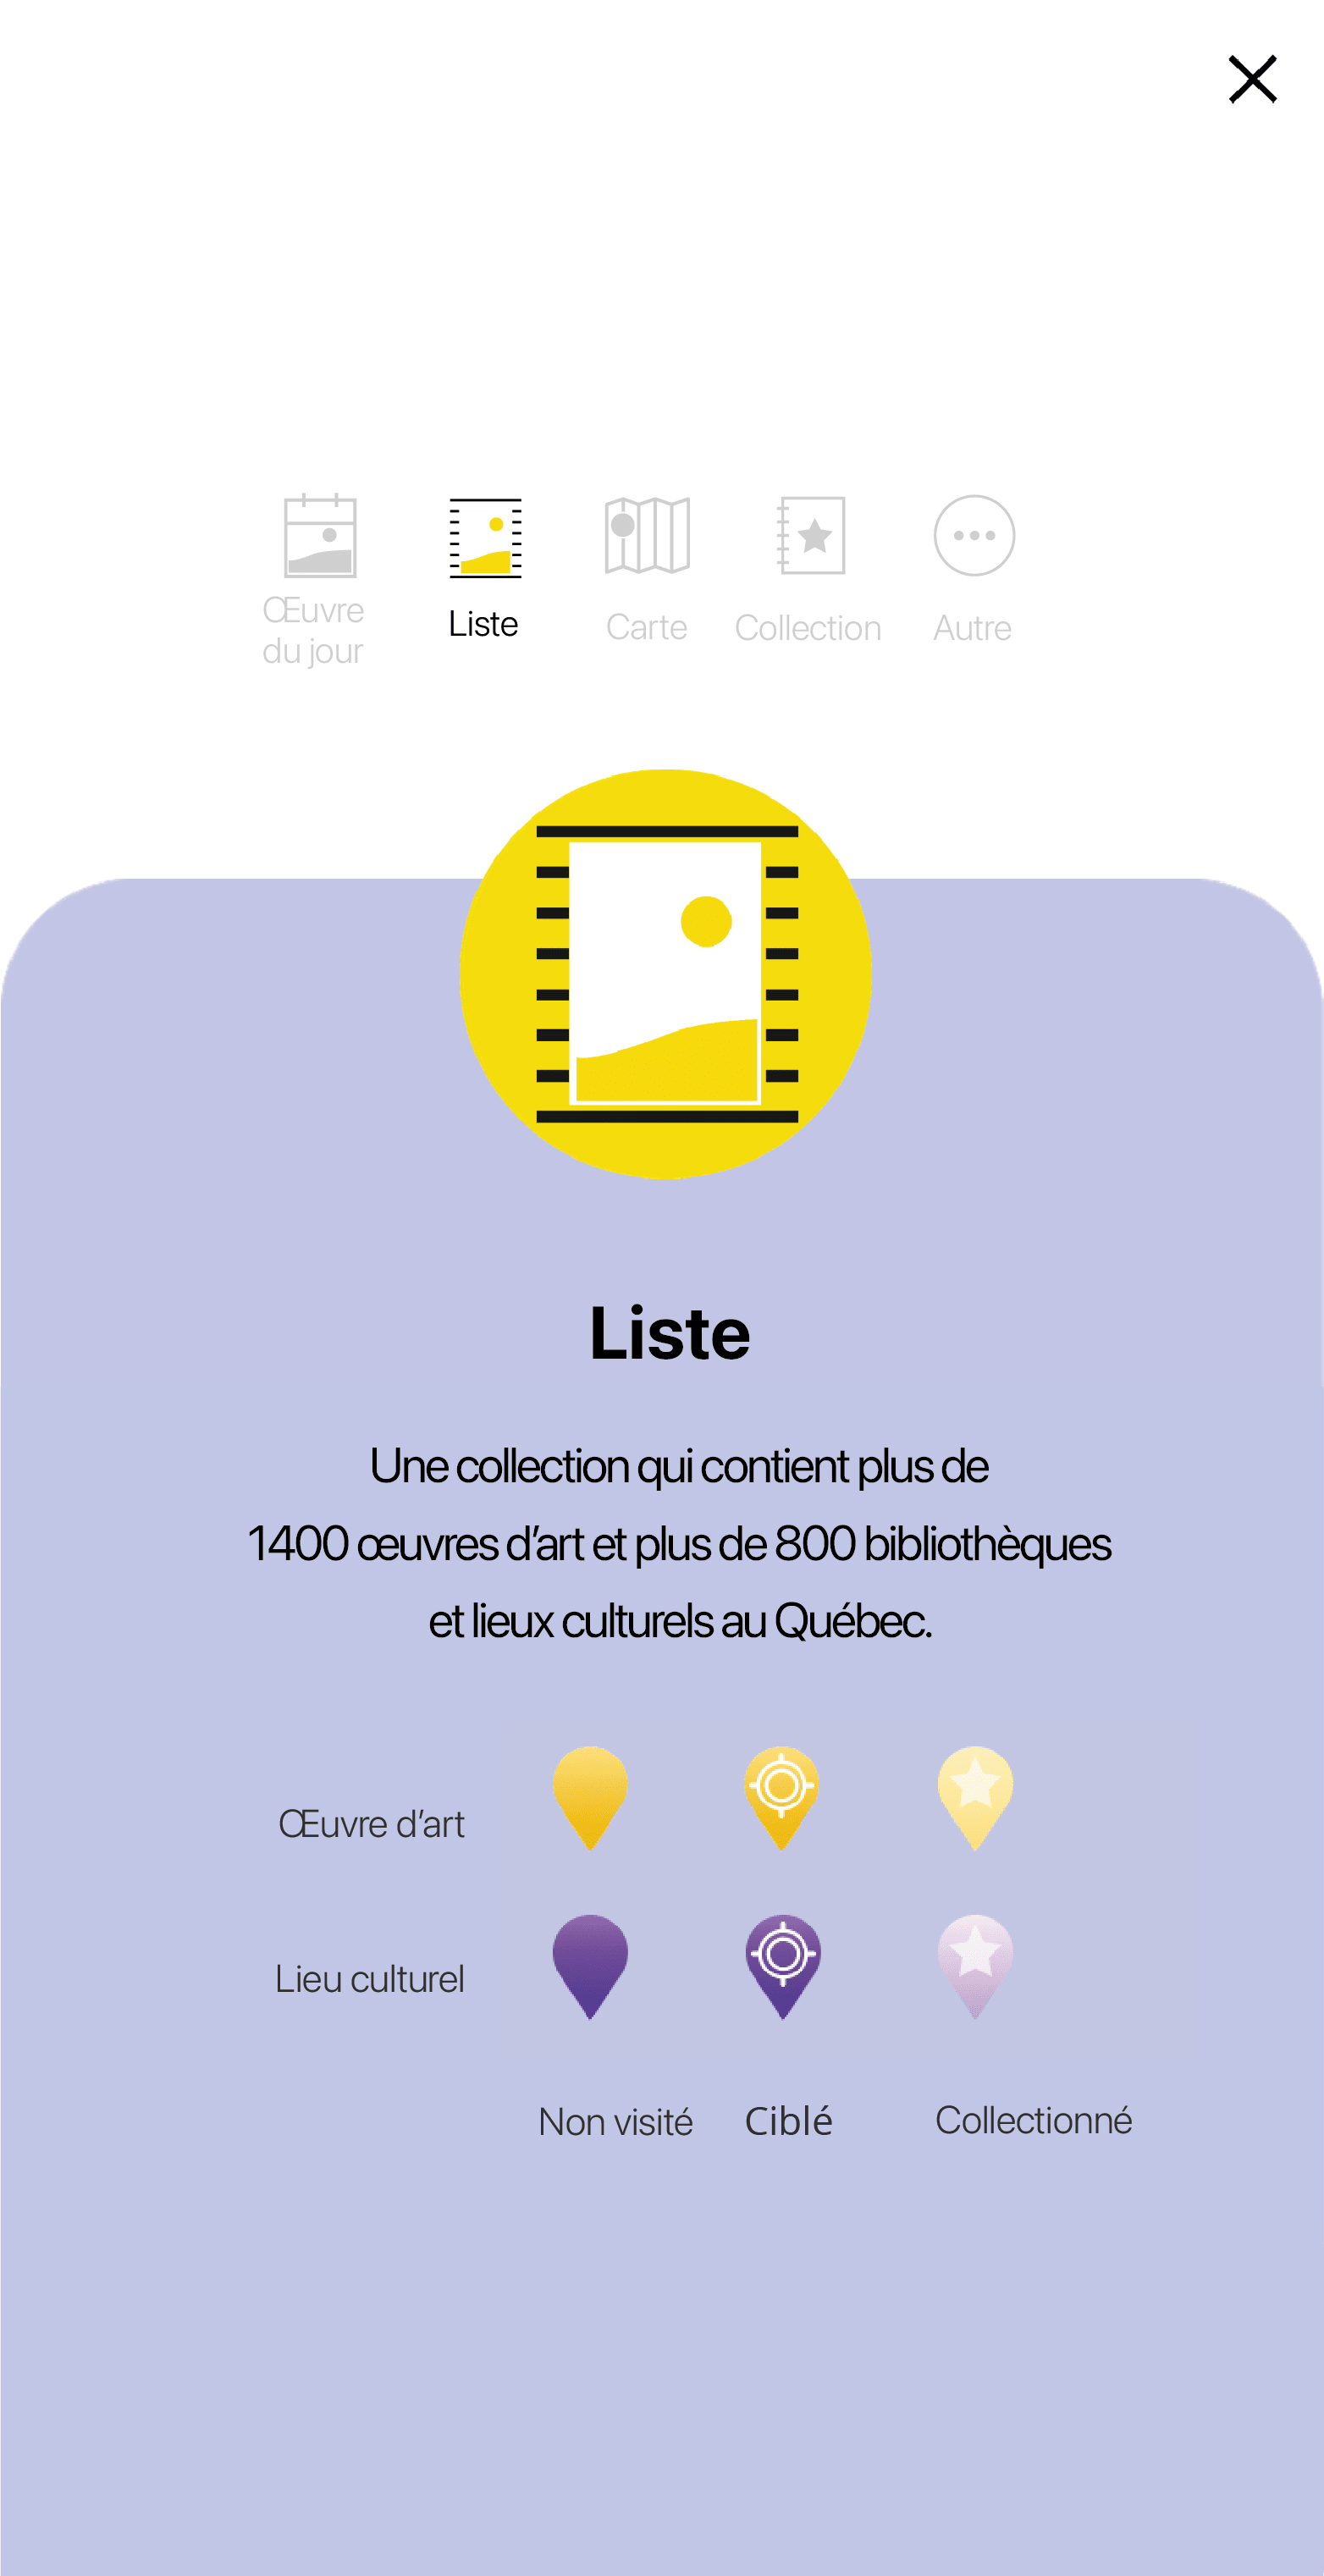 Œuvre
du jour
Liste
Carte
Collection
Autre
Liste
Une collection qui contient plus de
1400 œuvres d’art et plus de 800 bibliothèques
et lieux culturels au Québec.
Œuvre d’art
Lieu culturel
Non visité
Ciblé
Collectionné